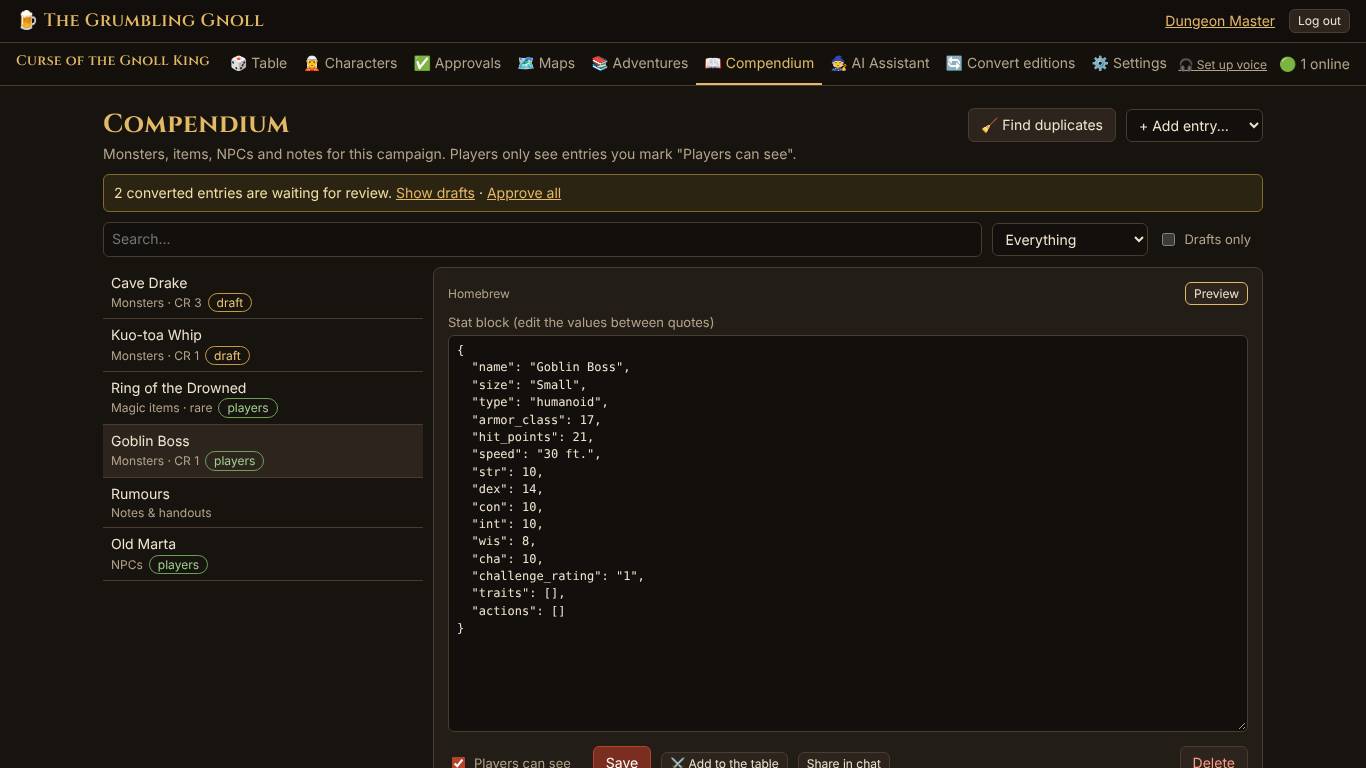 🍺 The Grumbling Gnoll
Dungeon Master
Log out
Curse of the Gnoll King
🎲 Table
🧝 Characters
✅ Approvals
🗺️ Maps
📚 Adventures
📖 Compendium
🧙 AI Assistant
🔄 Convert editions
⚙️ Settings
🎧 Set up voice
🟢 1 online
Compendium
🧹 Find duplicates
+ Add entry...
Monsters, items, NPCs and notes for this campaign. Players only see entries you mark "Players can see".
2 converted entries are waiting for review. Show drafts · Approve all
Search...
Everything
Drafts only
Cave Drake
Monsters · CR 3 draft
Kuo-toa Whip
Monsters · CR 1 draft
Ring of the Drowned
Magic items · rare players
Goblin Boss
Monsters · CR 1 players
Rumours
Notes & handouts
Old Marta
NPCs players
Homebrew
Preview
Stat block (edit the values between quotes)
{
  "name": "Goblin Boss",
  "size": "Small",
  "type": "humanoid",
  "armor_class": 17,
  "hit_points": 21,
  "speed": "30 ft.",
  "str": 10,
  "dex": 14,
  "con": 10,
  "int": 10,
  "wis": 8,
  "cha": 10,
  "challenge_rating": "1",
  "traits": [],
  "actions": []
}
Players can see
Save
⚔️ Add to the table
Share in chat
Delete